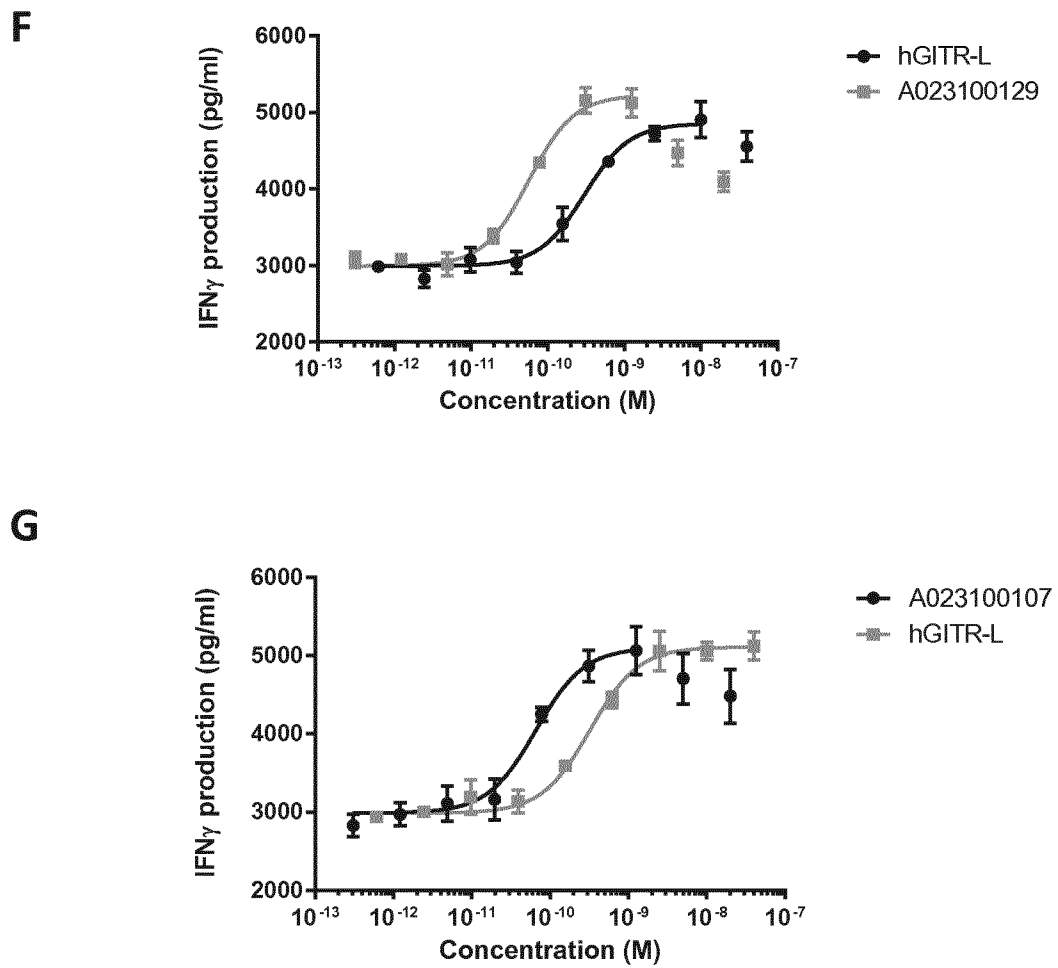 F
IFNγ production (pg/ml)
6000
5000
4000
3000
2000
10-13 10-12 10-11 10-10 10-9 10-8 10-7
Concentration (M)
hGITR-L
A023100129
G
IFNγ production (pg/ml)
6000
5000
4000
3000
2000
10-13 10-12 10-11 10-10 10-9 10-8 10-7
Concentration (M)
A023100107
hGITR-L